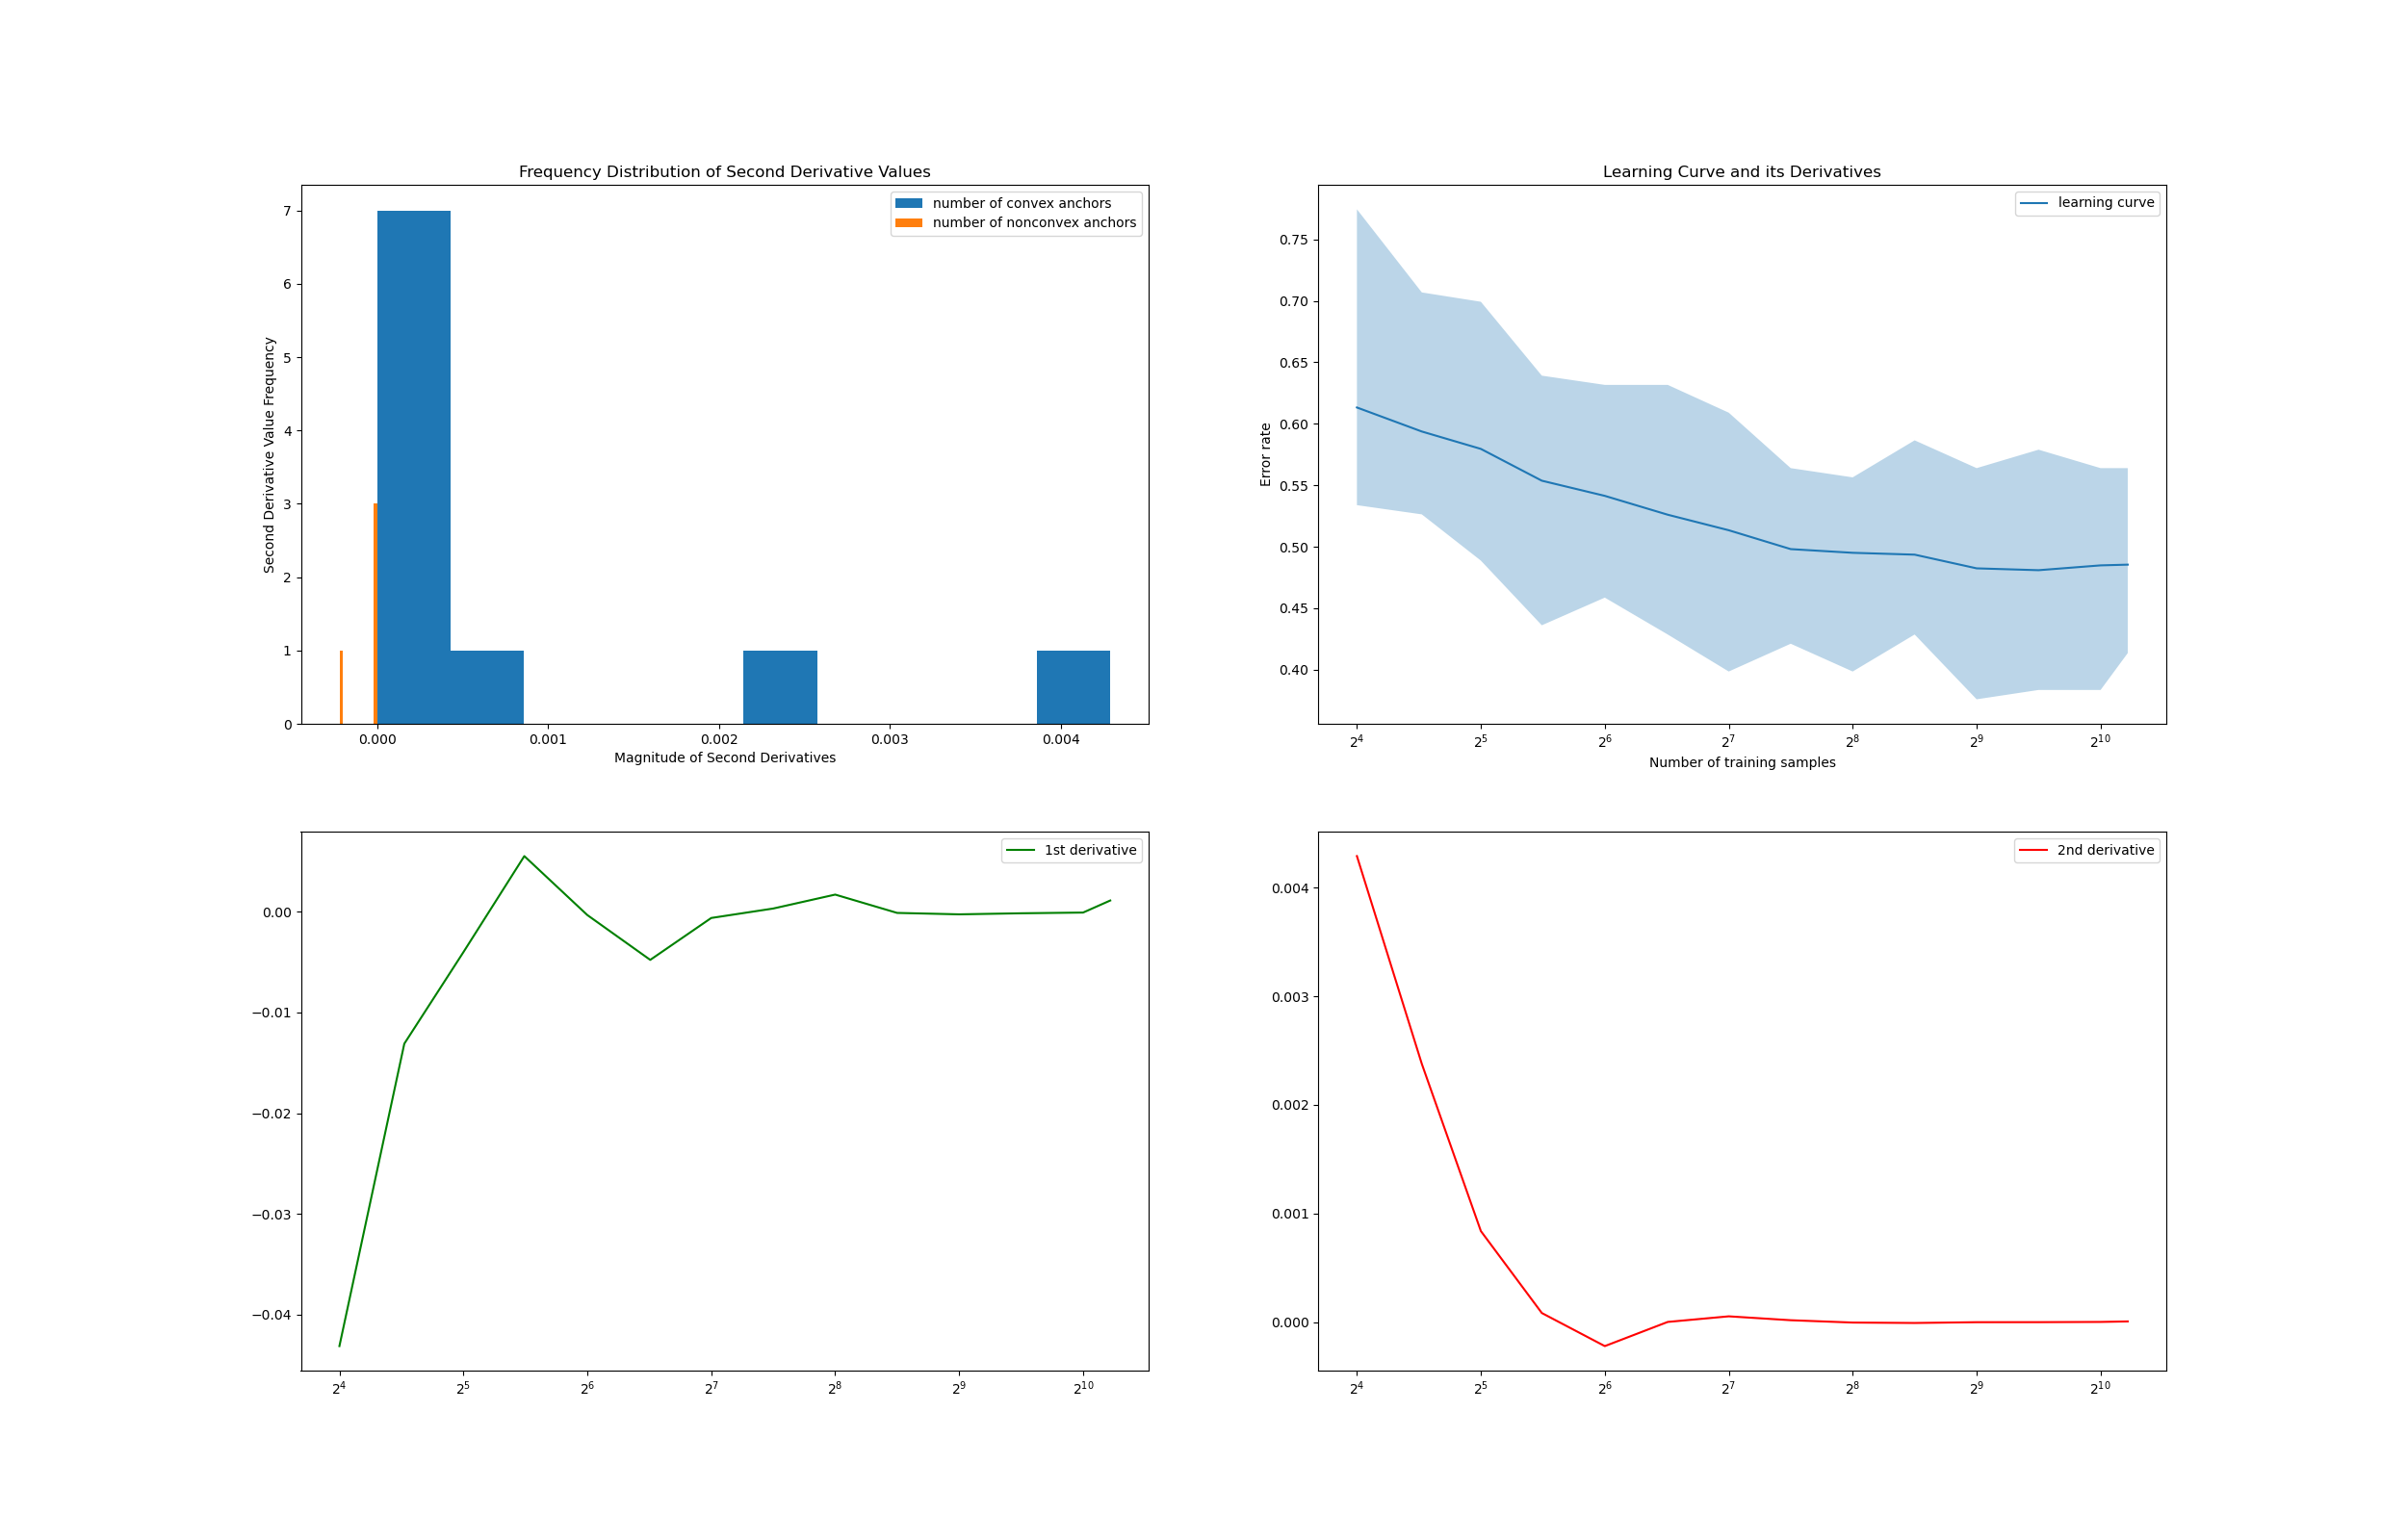 Frequency Distribution of Second Derivative Values
number of convex anchors
number of nonconvex anchors
7
6
5
4
3
2
1
0
Second Derivative Value Frequency
0.000 0.001 0.002 0.003 0.004
Magnitude of Second Derivatives
Learning Curve and its Derivatives
learning curve
0.75
0.70
0.65
0.60
0.55
0.50
0.45
0.40
Error rate
2⁴ 2⁵ 2⁶ 2⁷ 2⁸ 2⁹ 2¹⁰
Number of training samples
1st derivative
0.00
−0.01
−0.02
−0.03
−0.04
2⁴ 2⁵ 2⁶ 2⁷ 2⁸ 2⁹ 2¹⁰
2nd derivative
0.004
0.003
0.002
0.001
0.000
2⁴ 2⁵ 2⁶ 2⁷ 2⁸ 2⁹ 2¹⁰